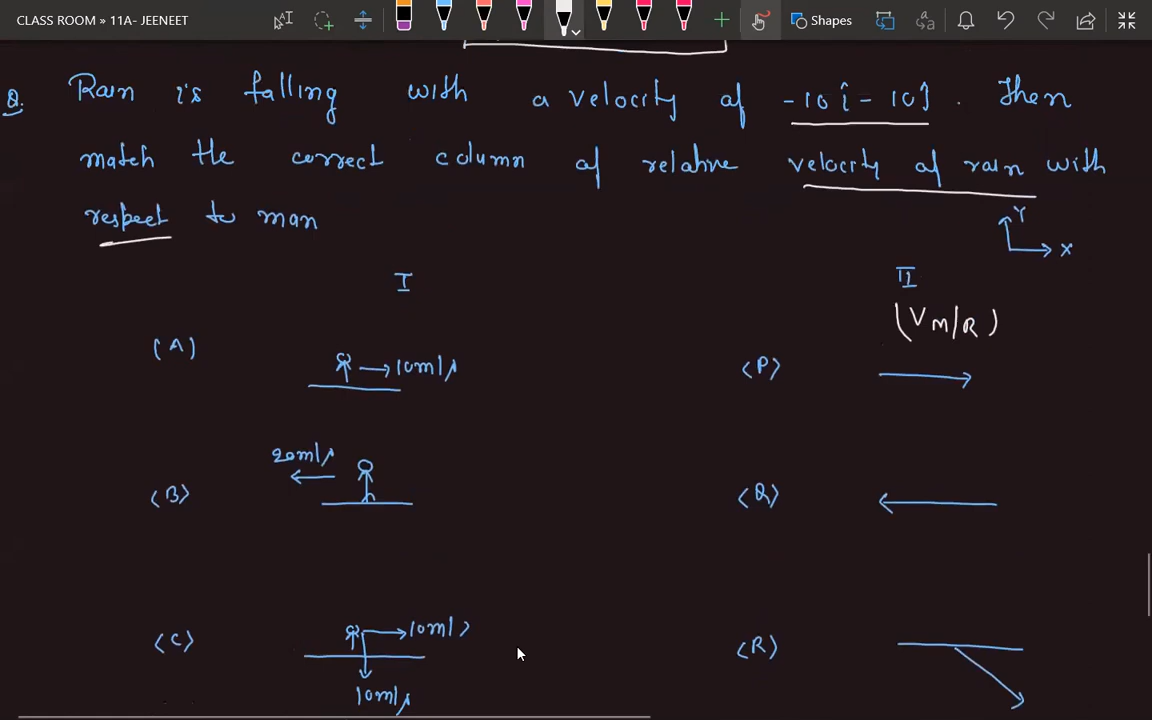 CLASS ROOM » 11A- JEENEET
Shapes
Q. Rain is falling with a velocity of -10î - 10ĵ . Then
match the correct column of relative velocity of rain with
respect to man
Y
X
I II
(V M/R)
(A) 10m/s <P>
20m/s
<B> <Q>
<C> 10m/s <R>
10m/s